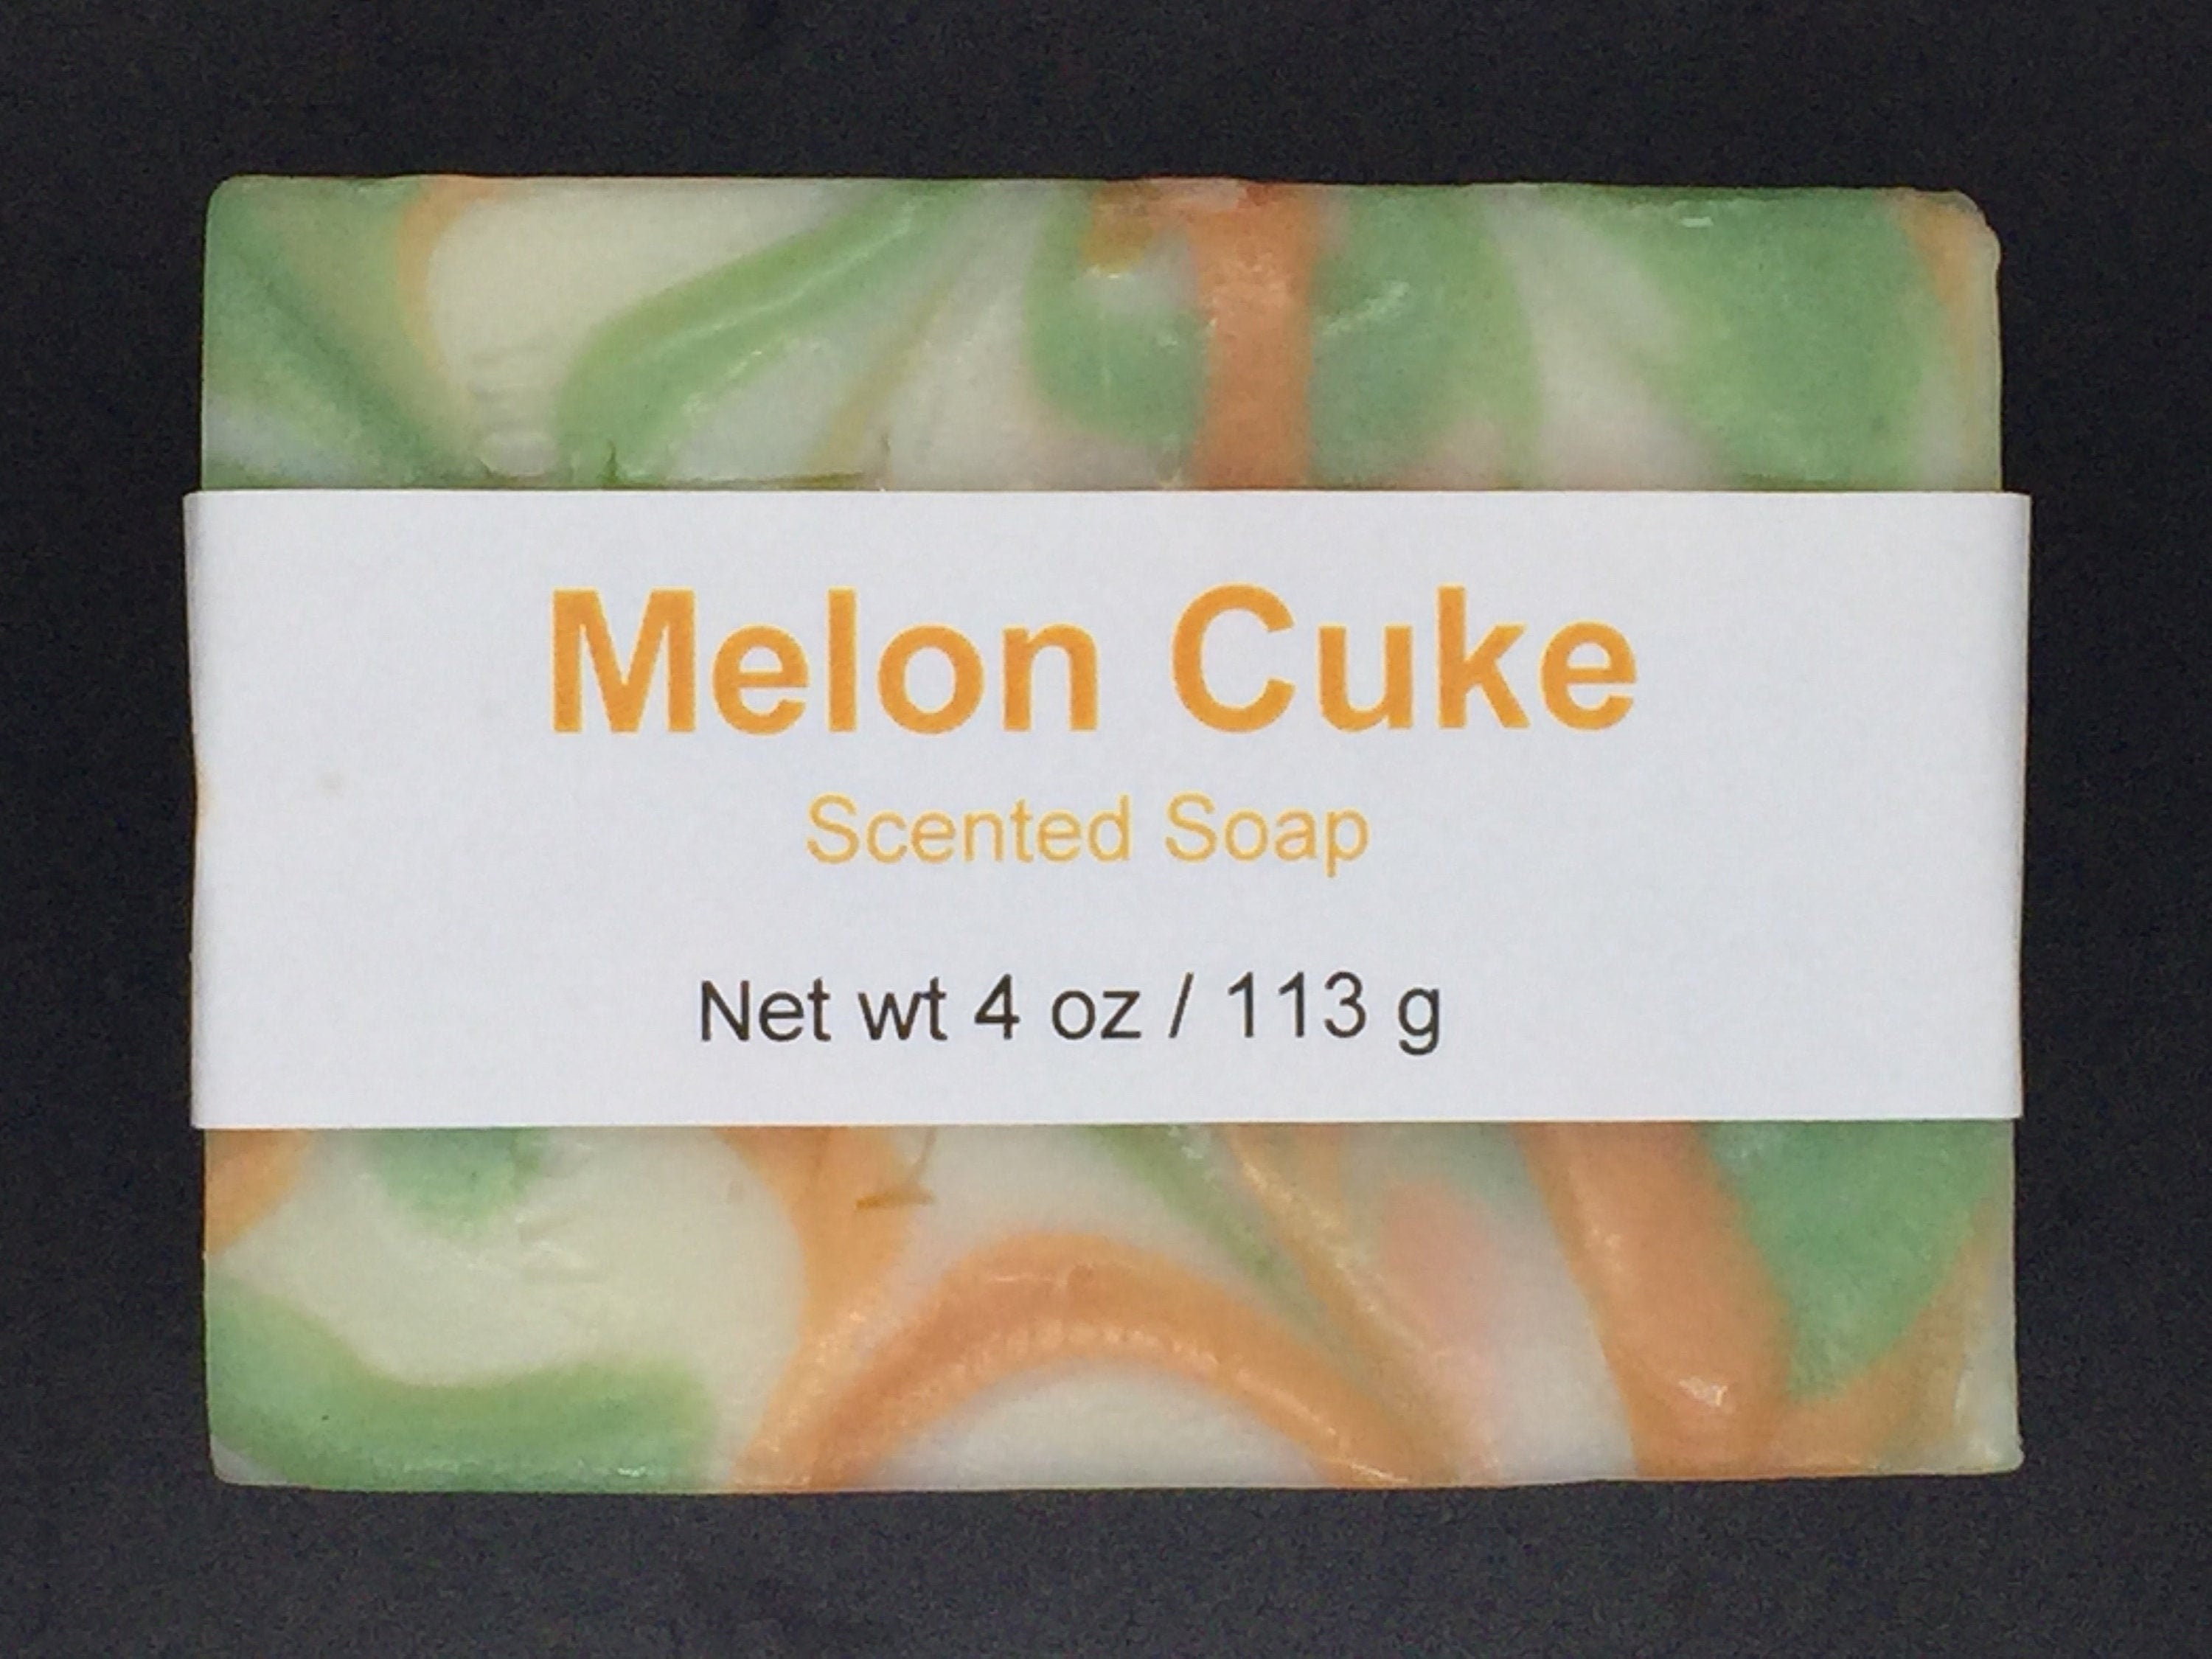 Melon Cuke
Scented Soap
Net wt 4 oz / 113 g